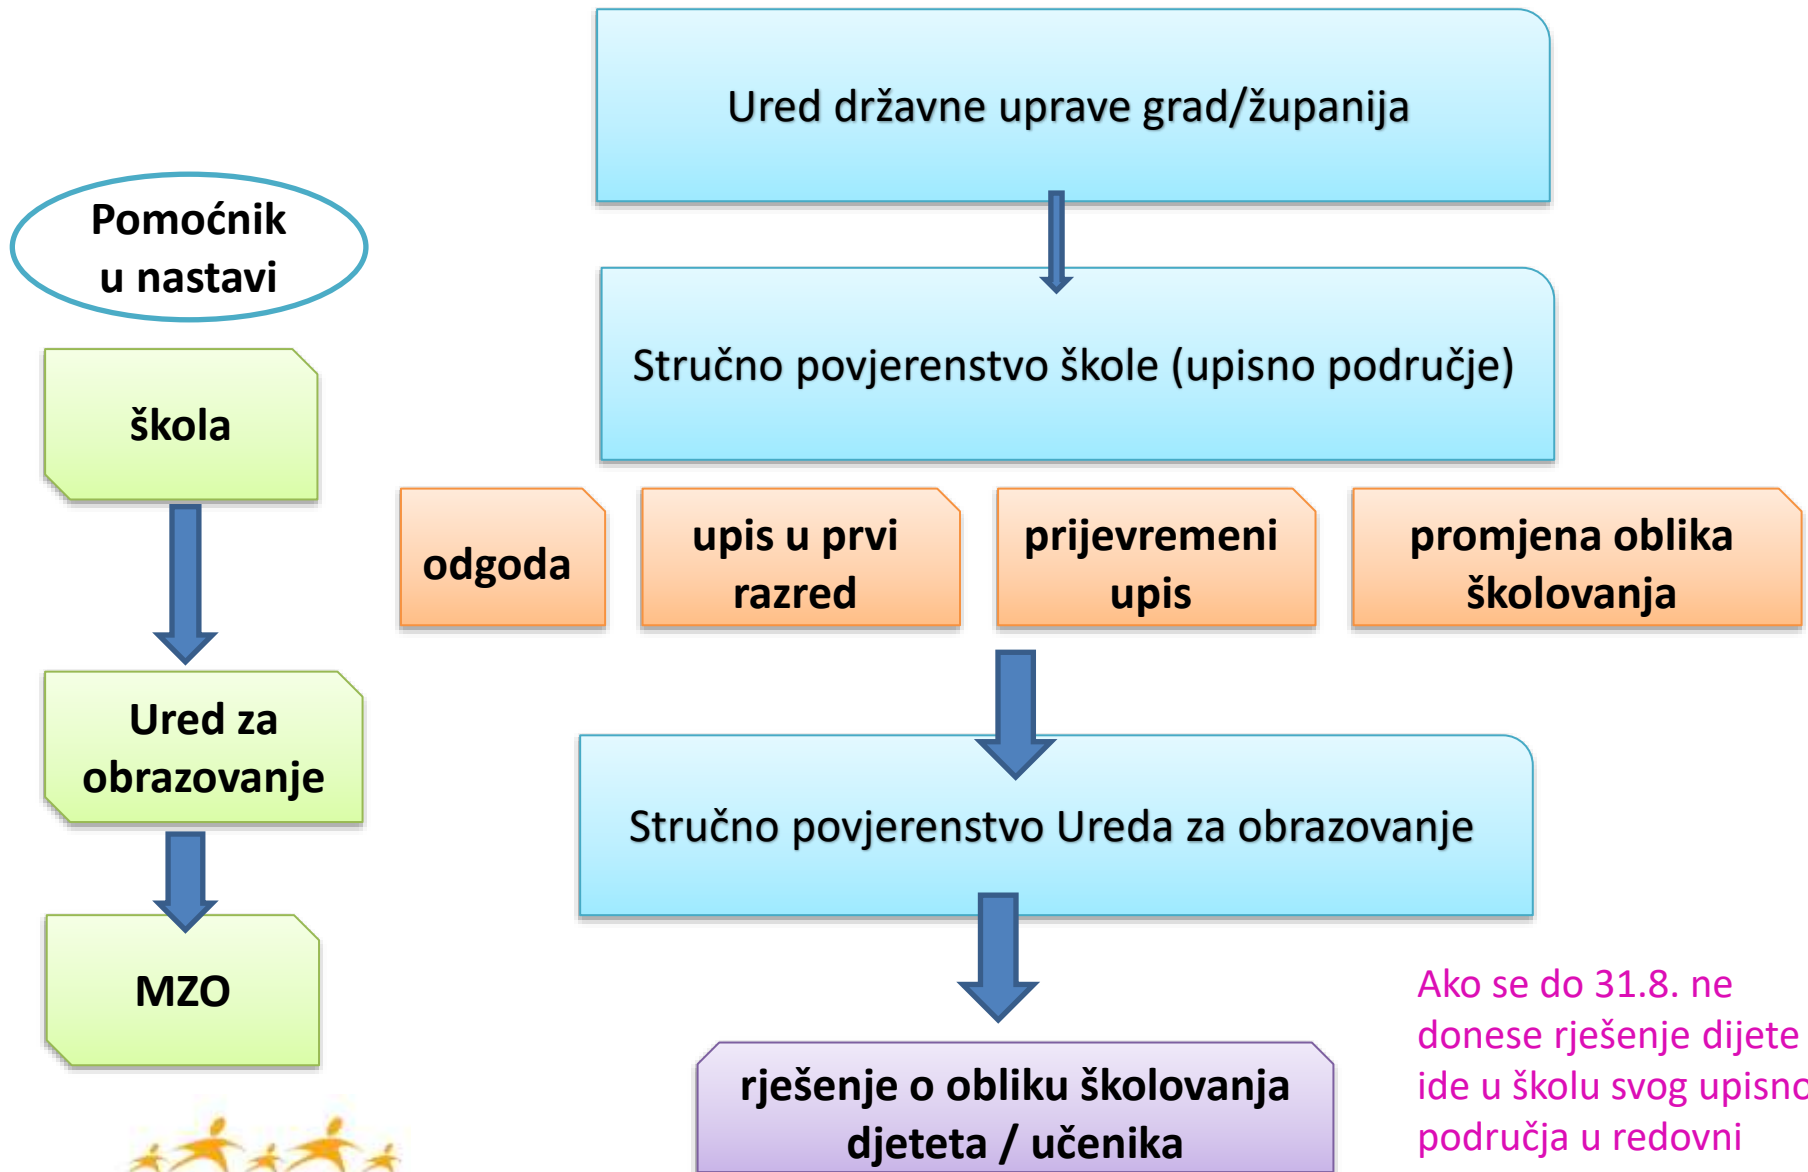 Ured državne uprave grad/županija
Pomoćnik
u nastavi
Stručno povjerenstvo škole (upisno područje)
škola
odgoda
upis u prvi
razred
prijevremeni
upis
promjena oblika
školovanja
Ured za
obrazovanje
Stručno povjerenstvo Ureda za obrazovanje
MZO
rješenje o obliku školovanja
djeteta / učenika
Ako se do 31.8. ne
donese rješenje dijete
ide u školu svog upisno
područja u redovni